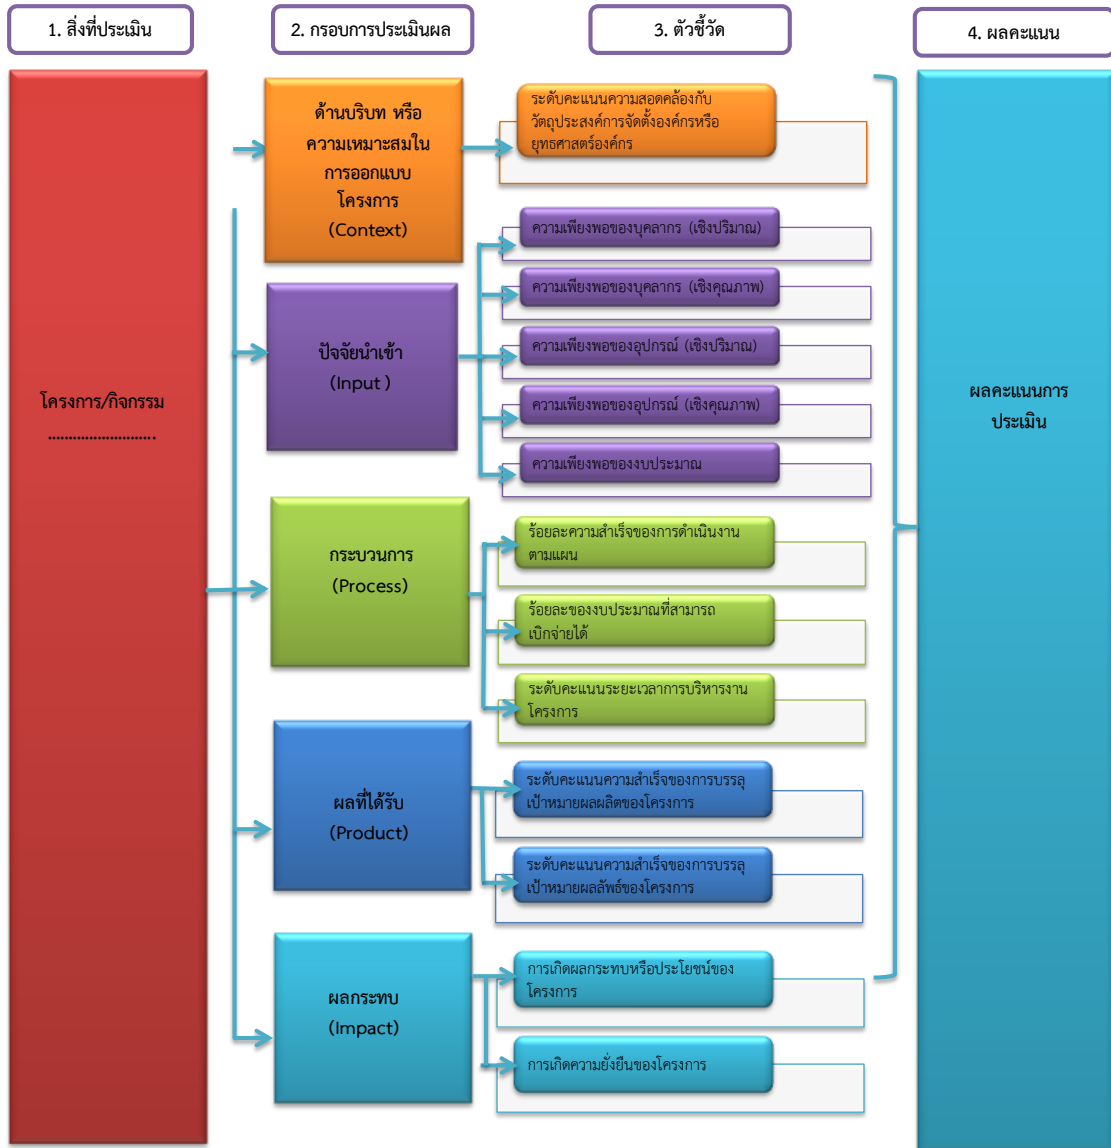 1. สิ่งที่ประเมิน
2. กรอบการประเมินผล
3. ตัวชี้วัด
4. ผลคะแนน
โครงการ/กิจกรรม
..........................
ด้านบริบท หรือ
ความเหมาะสมใน
การออกแบบ
โครงการ
(Context)
ระดับคะแนนความสอดคล้องกับ
วัตถุประสงค์การจัดตั้งองค์กรหรือ
ยุทธศาสตร์องค์กร
ปัจจัยนำเข้า
(Input )
ความเพียงพอของบุคลากร (เชิงปริมาณ)
ความเพียงพอของบุคลากร (เชิงคุณภาพ)
ความเพียงพอของอุปกรณ์ (เชิงปริมาณ)
ความเพียงพอของอุปกรณ์ (เชิงคุณภาพ)
ความเพียงพอของงบประมาณ
กระบวนการ
(Process)
ร้อยละความสำเร็จของการดำเนินงาน
ตามแผน
ร้อยละของงบประมาณที่สามารถ
เบิกจ่ายได้
ระดับคะแนนระยะเวลาการบริหารงาน
โครงการ
ผลที่ได้รับ
(Product)
ระดับคะแนนความสำเร็จของการบรรลุ
เป้าหมายผลผลิตของโครงการ
ระดับคะแนนความสำเร็จของการบรรลุ
เป้าหมายผลลัพธ์ของโครงการ
ผลกระทบ
(Impact)
การเกิดผลกระทบหรือประโยชน์ของ
โครงการ
การเกิดความยั่งยืนของโครงการ
ผลคะแนนการ
ประเมิน